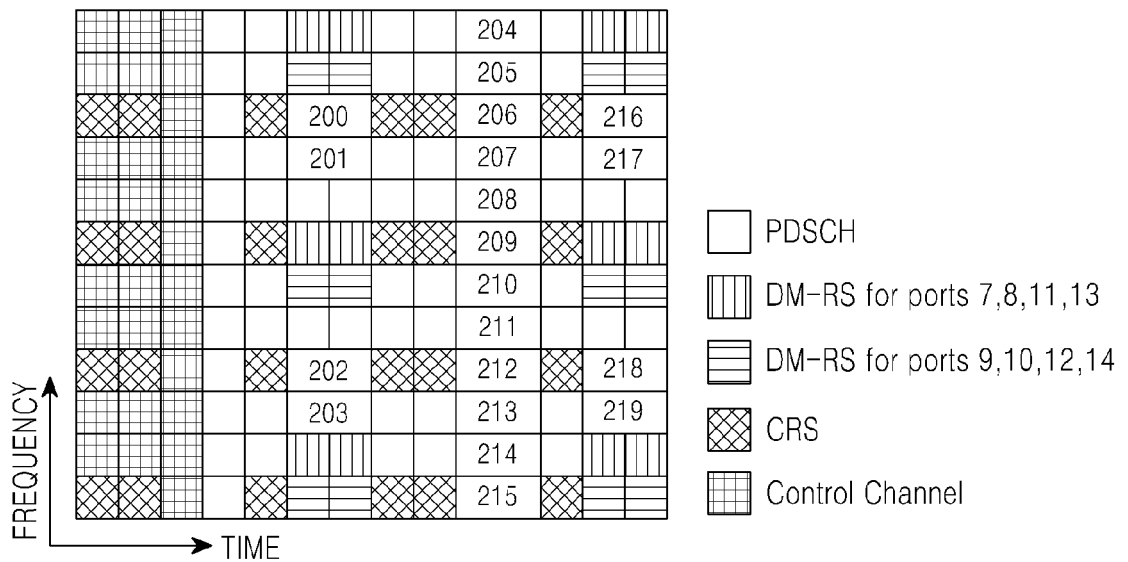 204
205
200 206 216
201 207 217
208
209
210
211
202 212 218
203 213 219
214
215
PDSCH
DM-RS for ports 7,8,11,13
DM-RS for ports 9,10,12,14
CRS
Control Channel
FREQUENCY
TIME